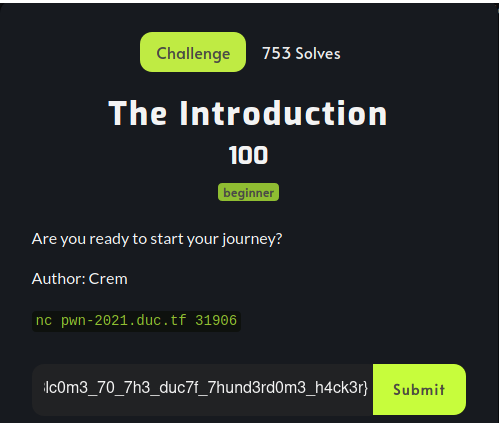 Challenge 753 Solves
The Introduction
100
beginner
Are you ready to start your journey?
Author: Crem
nc pwn-2021.duc.tf 31906
lc0m3_70_7h3_duc7f_7hund3rd0m3_h4ck3r} Submit